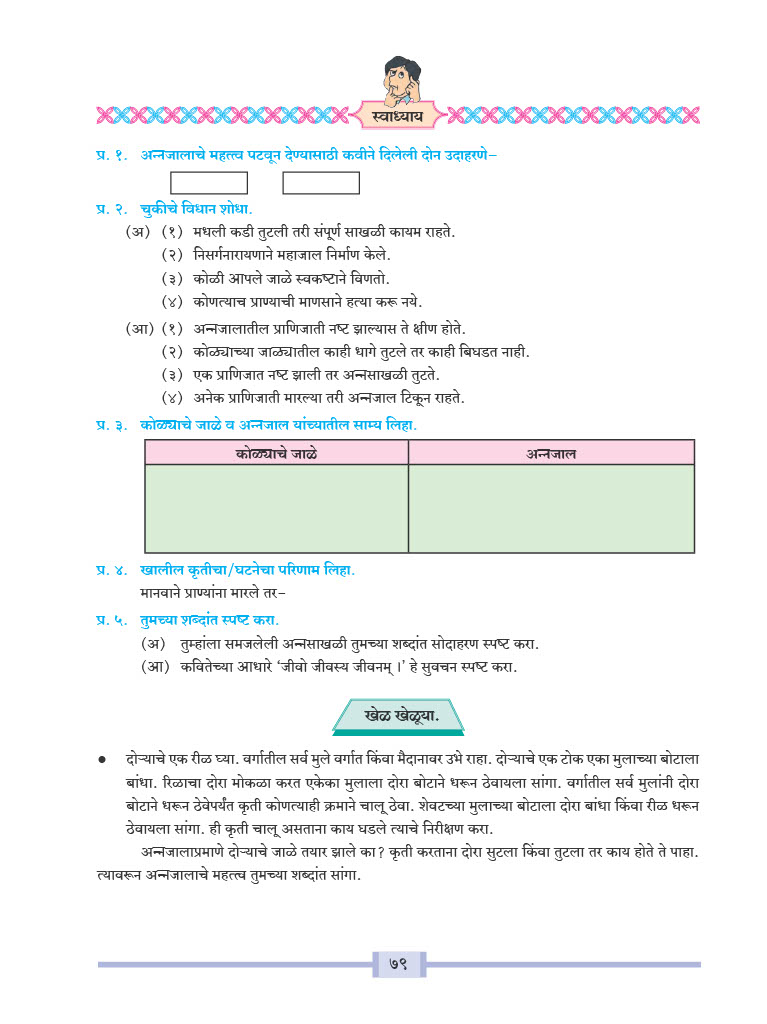 स्वाध्याय
प्र. १. अन्नजालाचे महत्त्व पटवून देण्यासाठी कवीने दिलेली दोन उदाहरणे–
प्र. २. चुकीचे विधान शोधा.
(अ) (१) मधली कडी तुटली तरी संपूर्ण साखळी कायम राहते.
(२) निसर्गनारायणाने महाजाल निर्माण केले.
(३) कोळी आपले जाळे स्वकष्टाने विणतो.
(४) कोणत्याच प्राण्याची माणसाने हत्या करू नये.
(आ) (१) अन्नजालातील प्राणिजाती नष्ट झाल्यास ते क्षीण होते.
(२) कोळ्याच्या जाळ्यातील काही धागे तुटले तर काही बिघडत नाही.
(३) एक प्राणिजात नष्ट झाली तर अन्नसाखळी तुटते.
(४) अनेक प्राणिजाती मारल्या तरी अन्नजाल टिकून राहते.
प्र. ३. कोळ्याचे जाळे व अन्नजाल यांच्यातील साम्य लिहा.
कोळ्याचे जाळे अन्नजाल
प्र. ४. खालील कृतीचा/घटनेचा परिणाम लिहा.
मानवाने प्राण्यांना मारले तर–
प्र. ५. तुमच्या शब्दांत स्पष्ट करा.
(अ) तुम्हांला समजलेली अन्नसाखळी तुमच्या शब्दांत सोदाहरण स्पष्ट करा.
(आ) कवितेच्या आधारे ‘जीवो जीवस्य जीवनम् ।’ हे सुवचन स्पष्ट करा.
खेळ खेळूया.
● दोऱ्याचे एक रीळ घ्या. वर्गातील सर्व मुले वर्गात किंवा मैदानावर उभे राहा. दोऱ्याचे एक टोक एका मुलाच्या बोटाला
बांधा. रिळाचा दोरा मोकळा करत एकेका मुलाला दोरा बोटाने धरून ठेवायला सांगा. वर्गातील सर्व मुलांनी दोरा
बोटाने धरून ठेवेपर्यंत कृती कोणत्याही क्रमाने चालू ठेवा. शेवटच्या मुलाच्या बोटाला दोरा बांधा किंवा रीळ धरून
ठेवायला सांगा. ही कृती चालू असताना काय घडले त्याचे निरीक्षण करा.
अन्नजालाप्रमाणे दोऱ्याचे जाळे तयार झाले का? कृती करताना दोरा सुटला किंवा तुटला तर काय होते ते पाहा.
त्यावरून अन्नजालाचे महत्त्व तुमच्या शब्दांत सांगा.
७९